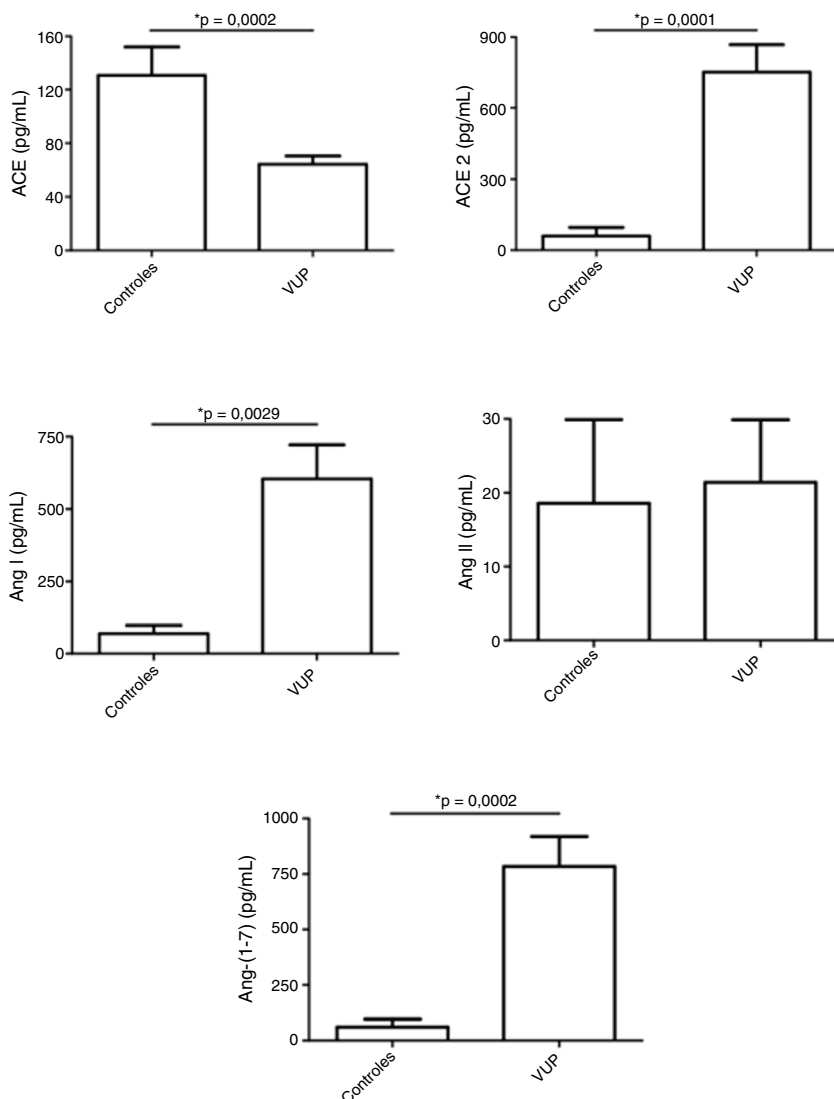 *p = 0,0002
ACE (pg/mL)
160
120
80
40
0
Controles
VUP
*p = 0,0001
ACE 2 (pg/mL)
900
600
300
0
Controles
VUP
*p = 0,0029
Ang I (pg/mL)
750
500
250
0
Controles
VUP
Ang II (pg/mL)
30
20
10
0
Controles
VUP
*p = 0,0002
Ang-(1-7) (pg/mL)
1000
750
500
250
0
Controles
VUP